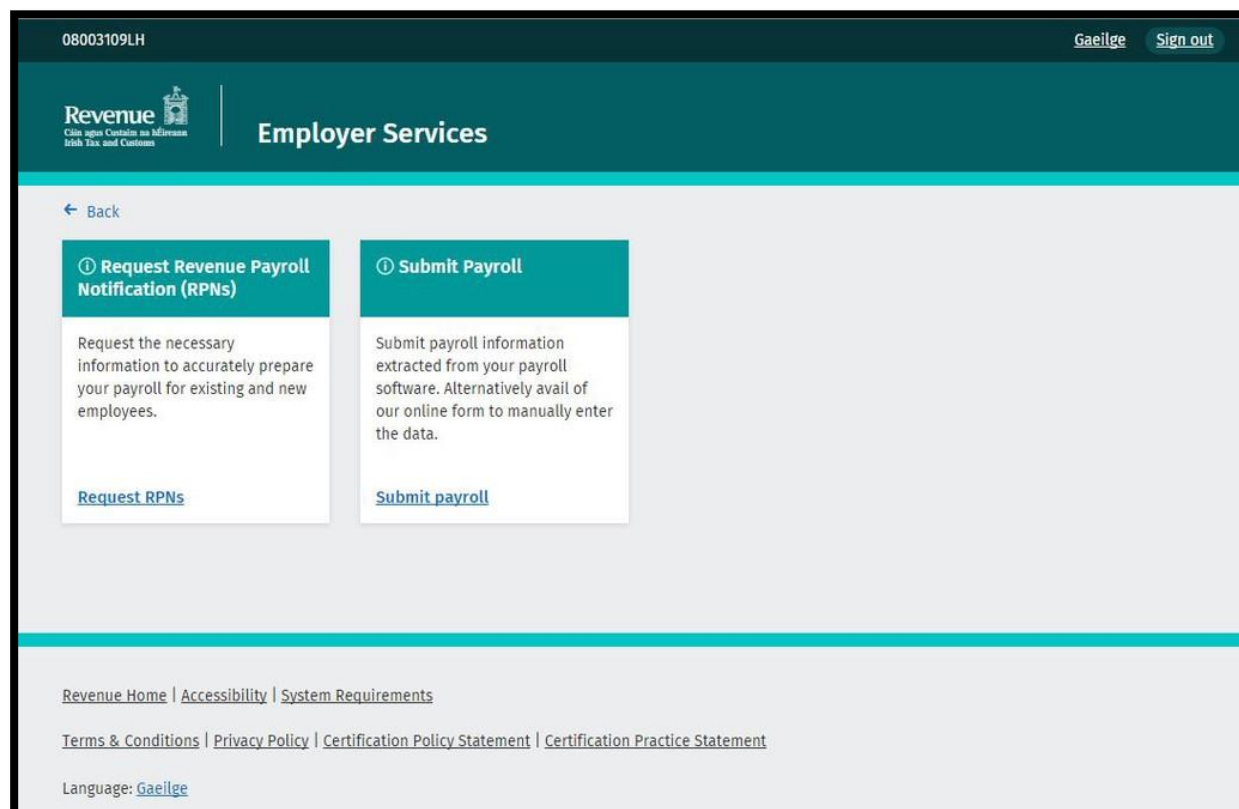 08003109LH
Gaeilge Sign out
Revenue
Cáin agus Custaim na hÉireann
Irish Tax and Customs
Employer Services
← Back
Request Revenue Payroll
Notification (RPNs)
Request the necessary
information to accurately prepare
your payroll for existing and new
employees.
Request RPNs
Submit Payroll
Submit payroll information
extracted from your payroll
software. Alternatively avail of
our online form to manually enter
the data.
Submit payroll
Revenue Home | Accessibility | System Requirements
Terms & Conditions | Privacy Policy | Certification Policy Statement | Certification Practice Statement
Language: Gaeilge